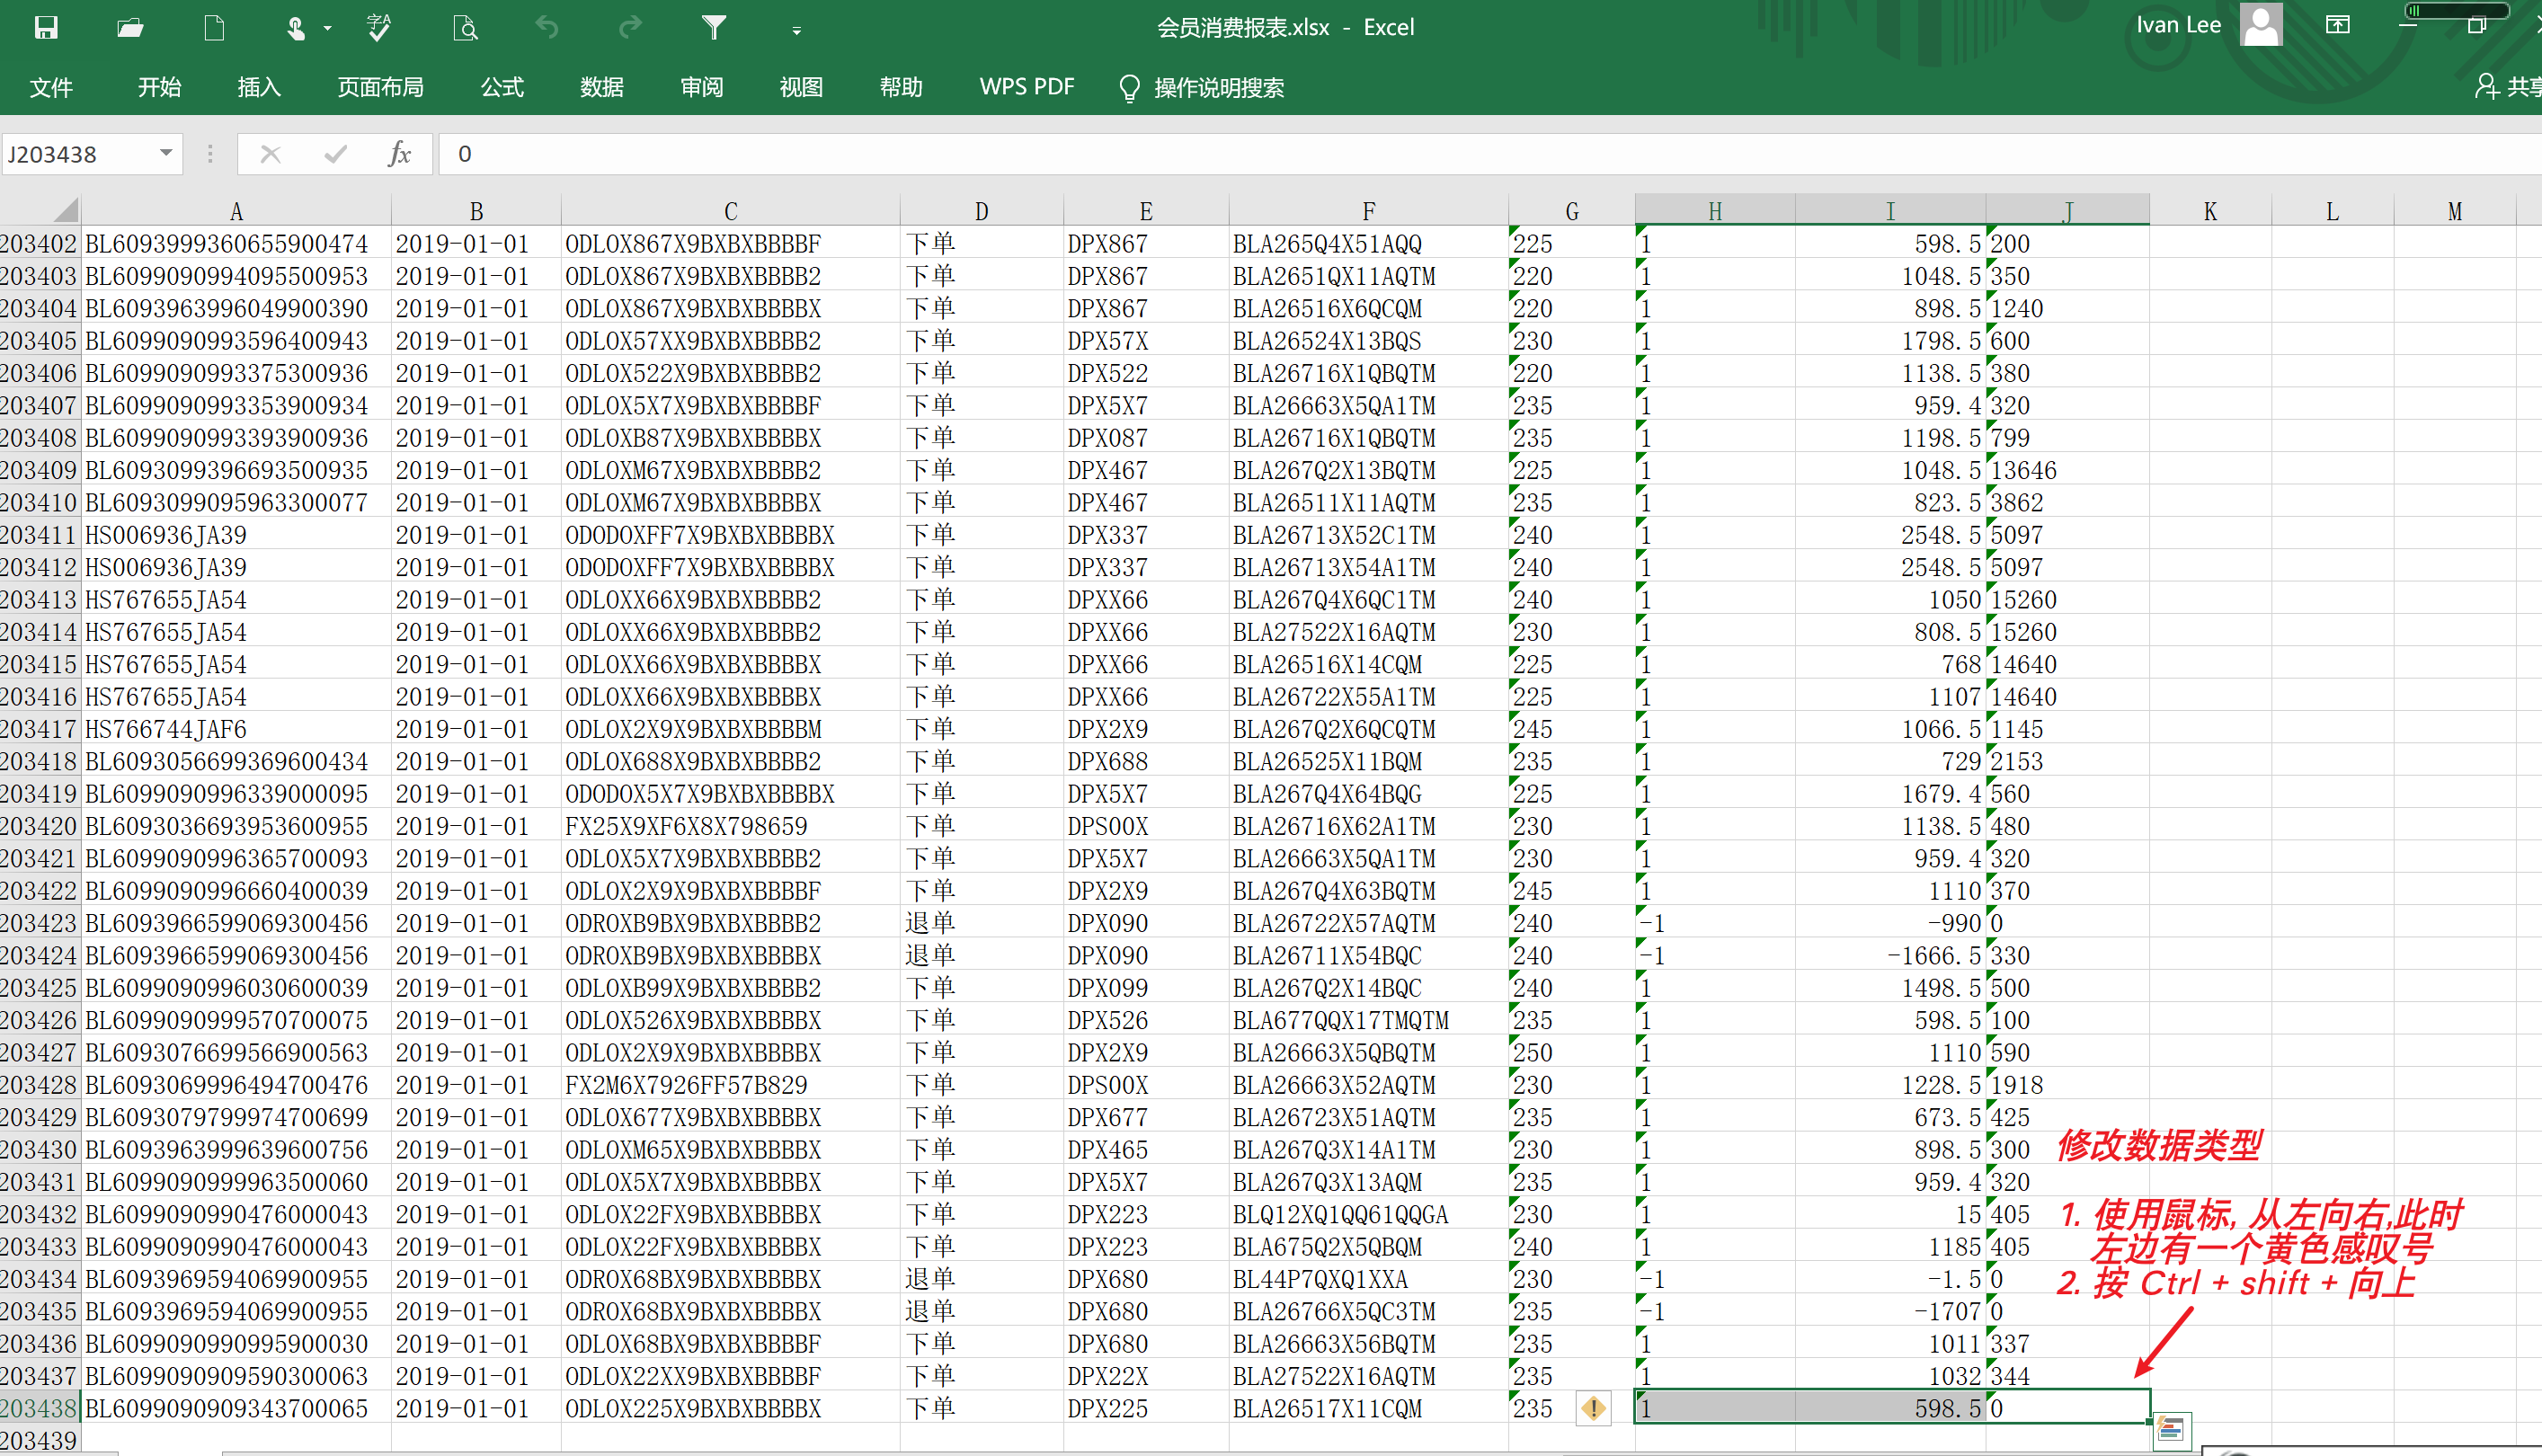 会员消费报表.xlsx - Excel
Ivan Lee
文件 开始 插入 页面布局 公式 数据 审阅 视图 帮助 WPS PDF 操作说明搜索 共享
J203438 fx 0
A B C D E F G H I J K L M
203402 BL6093999360655900474 2019-01-01 ODLOX867X9BXBXBBBBF 下单 DPX867 BLA265Q4X51AQQ 225 1 598.5 200
203403 BL6099090994095500953 2019-01-01 ODLOX867X9BXBXBBBB2 下单 DPX867 BLA2651QX11AQTM 220 1 1048.5 350
203404 BL6093963996049900390 2019-01-01 ODLOX867X9BXBXBBBBX 下单 DPX867 BLA26516X6QCQM 220 1 898.5 1240
203405 BL6099090993596400943 2019-01-01 ODLOX57XX9BXBXBBBB2 下单 DPX57X BLA26524X13BQS 230 1 1798.5 600
203406 BL6099090993375300936 2019-01-01 ODLOX522X9BXBXBBBB2 下单 DPX522 BLA26716X1QBQTM 220 1 1138.5 380
203407 BL6099090993353900934 2019-01-01 ODLOX5X7X9BXBXBBBBF 下单 DPX5X7 BLA26663X5QA1TM 235 1 959.4 320
203408 BL6099090993393900936 2019-01-01 ODLOXB87X9BXBXBBBBX 下单 DPX087 BLA26716X1QBQTM 235 1 1198.5 799
203409 BL6093099396693500935 2019-01-01 ODLOXM67X9BXBXBBBB2 下单 DPX467 BLA267Q2X13BQTM 225 1 1048.5 13646
203410 BL6093099095963300077 2019-01-01 ODLOXM67X9BXBXBBBBX 下单 DPX467 BLA26511X11AQTM 235 1 823.5 3862
203411 HS006936JA39 2019-01-01 ODODOXFF7X9BXBXBBBBX 下单 DPX337 BLA26713X52C1TM 240 1 2548.5 5097
203412 HS006936JA39 2019-01-01 ODODOXFF7X9BXBXBBBBX 下单 DPX337 BLA26713X54A1TM 240 1 2548.5 5097
203413 HS767655JA54 2019-01-01 ODLOXX66X9BXBXBBBB2 下单 DPXX66 BLA267Q4X6QC1TM 240 1 1050 15260
203414 HS767655JA54 2019-01-01 ODLOXX66X9BXBXBBBB2 下单 DPXX66 BLA27522X16AQTM 230 1 808.5 15260
203415 HS767655JA54 2019-01-01 ODLOXX66X9BXBXBBBBX 下单 DPXX66 BLA26516X14CQM 225 1 768 14640
203416 HS767655JA54 2019-01-01 ODLOXX66X9BXBXBBBBX 下单 DPXX66 BLA26722X55A1TM 225 1 1107 14640
203417 HS766744JAF6 2019-01-01 ODLOX2X9X9BXBXBBBBM 下单 DPX2X9 BLA267Q2X6QCQTM 245 1 1066.5 1145
203418 BL6093056699369600434 2019-01-01 ODLOX688X9BXBXBBBB2 下单 DPX688 BLA26525X11BQM 235 1 729 2153
203419 BL6099090996339000095 2019-01-01 ODODOX5X7X9BXBXBBBBX 下单 DPX5X7 BLA267Q4X64BQG 225 1 1679.4 560
203420 BL6093036693953600955 2019-01-01 FX25X9XF6X8X798659 下单 DPS00X BLA26716X62A1TM 230 1 1138.5 480
203421 BL6099090996365700093 2019-01-01 ODLOX5X7X9BXBXBBBB2 下单 DPX5X7 BLA26663X5QA1TM 230 1 959.4 320
203422 BL6099090996660400039 2019-01-01 ODLOX2X9X9BXBXBBBBF 下单 DPX2X9 BLA267Q4X63BQTM 245 1 1110 370
203423 BL6093966599069300456 2019-01-01 ODROXB9BX9BXBXBBBB2 退单 DPX090 BLA26722X57AQTM 240 -1 -990 0
203424 BL6093966599069300456 2019-01-01 ODROXB9BX9BXBXBBBBX 退单 DPX090 BLA26711X54BQC 240 -1 -1666.5 330
203425 BL6099090996030600039 2019-01-01 ODLOXB99X9BXBXBBBB2 下单 DPX099 BLA267Q2X14BQC 240 1 1498.5 500
203426 BL6099090999570700075 2019-01-01 ODLOX526X9BXBXBBBBX 下单 DPX526 BLA677QQX17TMQTM 235 1 598.5 100
203427 BL6093076699566900563 2019-01-01 ODLOX2X9X9BXBXBBBBX 下单 DPX2X9 BLA26663X5QBQTM 250 1 1110 590
203428 BL6093069996494700476 2019-01-01 FX2M6X7926FF57B829 下单 DPS00X BLA26663X52AQTM 230 1 1228.5 1918
203429 BL6093079799974700699 2019-01-01 ODLOX677X9BXBXBBBBX 下单 DPX677 BLA26723X51AQTM 235 1 673.5 425
203430 BL6093963999639600756 2019-01-01 ODLOXM65X9BXBXBBBBX 下单 DPX465 BLA267Q3X14A1TM 230 1 898.5 300
修改数据类型
203431 BL6099090999963500060 2019-01-01 ODLOX5X7X9BXBXBBBBX 下单 DPX5X7 BLA267Q3X13AQM 235 1 959.4 320
203432 BL6099090990476000043 2019-01-01 ODLOX22FX9BXBXBBBBX 下单 DPX223 BLQ12XQ1QQ61QQGA 230 1 15 405
1. 使用鼠标, 从左向右,此时
203433 BL6099090990476000043 2019-01-01 ODLOX22FX9BXBXBBBBX 下单 DPX223 BLA675Q2X5QBQM 240 1 1185 405
左边有一个黄色感叹号
203434 BL6093969594069900955 2019-01-01 ODROX68BX9BXBXBBBBX 退单 DPX680 BL44P7QXQ1XXA 230 -1 -1.5 0
2. 按 Ctrl + shift + 向上
203435 BL6093969594069900955 2019-01-01 ODROX68BX9BXBXBBBBX 退单 DPX680 BLA26766X5QC3TM 235 -1 -1707 0
203436 BL6099090909095900030 2019-01-01 ODLOX68BX9BXBXBBBBF 下单 DPX680 BLA26663X56BQTM 235 1 1011 337
203437 BL6099090909590300063 2019-01-01 ODLOX22XX9BXBXBBBBF 下单 DPX22X BLA27522X16AQTM 235 1 1032 344
203438 BL6099090909343700065 2019-01-01 ODLOX225X9BXBXBBBBX 下单 DPX225 BLA26517X11CQM 235 1 598.5 0
203439